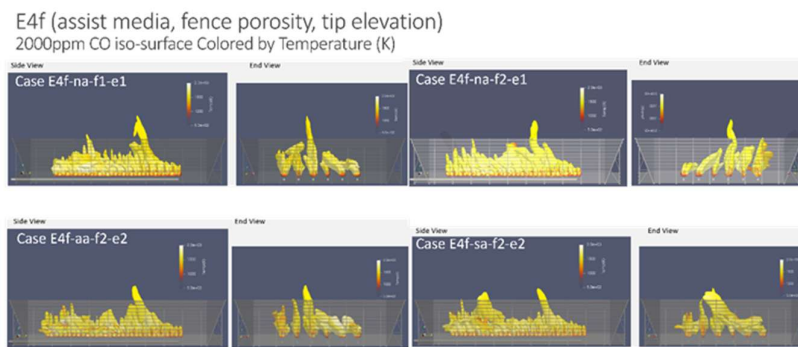 E4f (assist media, fence porosity, tip elevation)
2000ppm CO iso-surface Colored by Temperature (K)
Side View
End View
Side View
End View
Case E4f-na-f1-e1
Case E4f-na-f2-e1
Side View
End View
Side View
End View
Case E4f-aa-f2-e2
Case E4f-sa-f2-e2